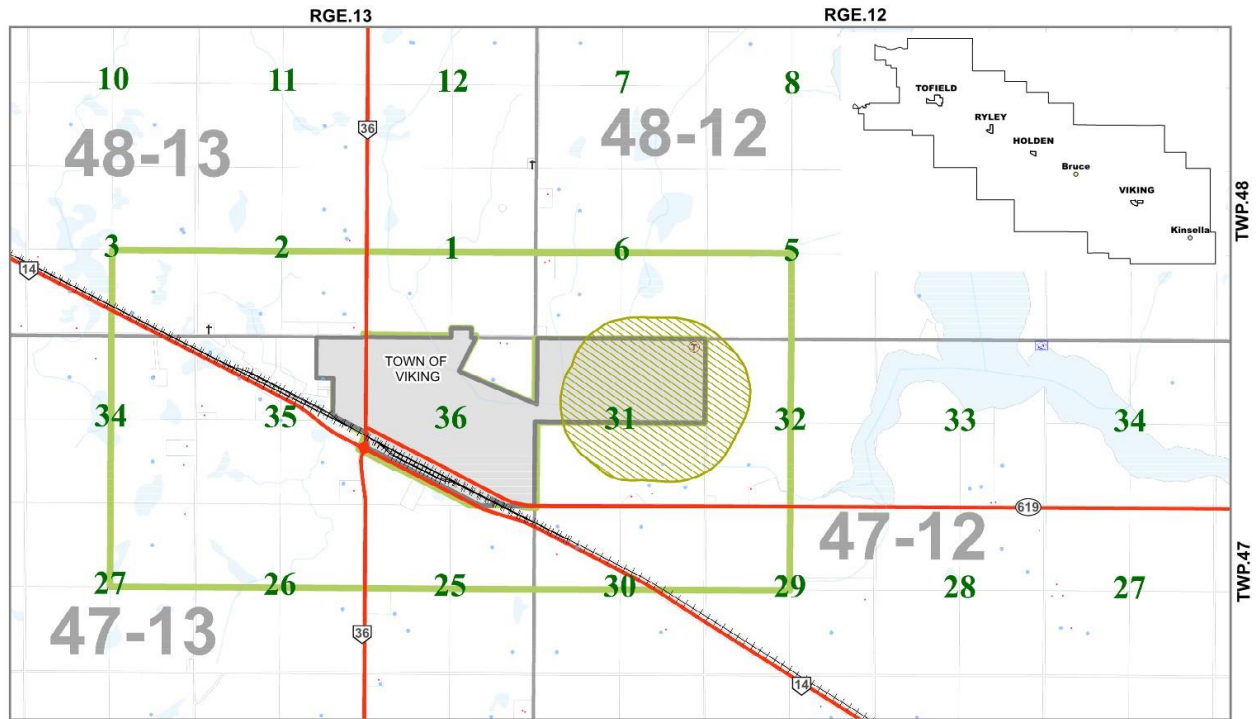 RGE.13 RGE.12
10 11 12 7 8
36
48-13 48-12
TOFIELD
RYLEY
HOLDEN
Bruce
VIKING
Kinsella
TWP.48
3 2 1 6 5
14
TOWN OF
VIKING
T
34 35 36 31 32 33 34
619
47-12
27 26 25 30 29 28 27
TWP.47
47-13
36
14